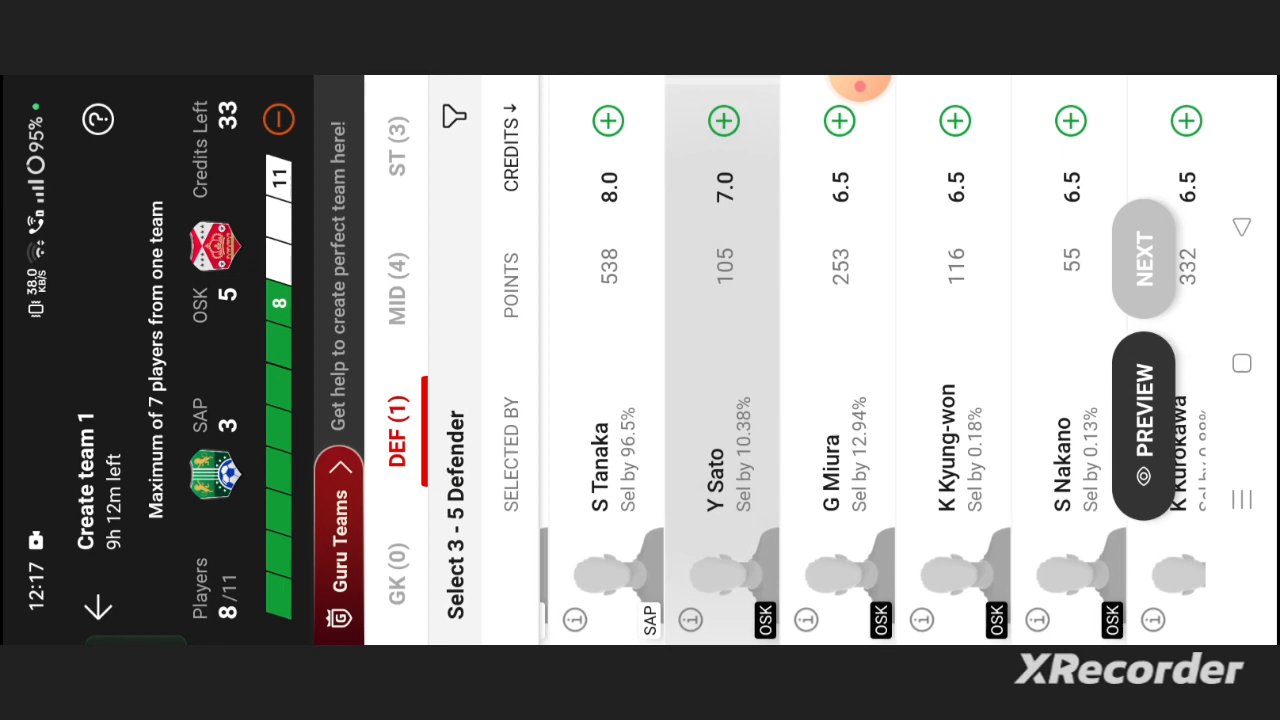 12:17
38.0
KB/S
95%
Create team 1
9h 12m left
Maximum of 7 players from one team
Players
SAP
OSK
Credits Left
8 /11
3
5
33
8
11
Guru Teams
Get help to create perfect team here!
GK (0)
DEF (1)
MID (4)
ST (3)
Select 3 - 5 Defender
SELECTED BY
POINTS
CREDITS ↓
S Tanaka
538
8.0
Sel by 96.5%
SAP
Y Sato
105
7.0
Sel by 10.38%
OSK
G Miura
253
6.5
Sel by 12.94%
OSK
K Kyung-won
116
6.5
Sel by 0.18%
OSK
S Nakano
55
6.5
Sel by 0.13%
OSK
PREVIEW
NEXT
K Kurokawa
332
6.5
XRecorder